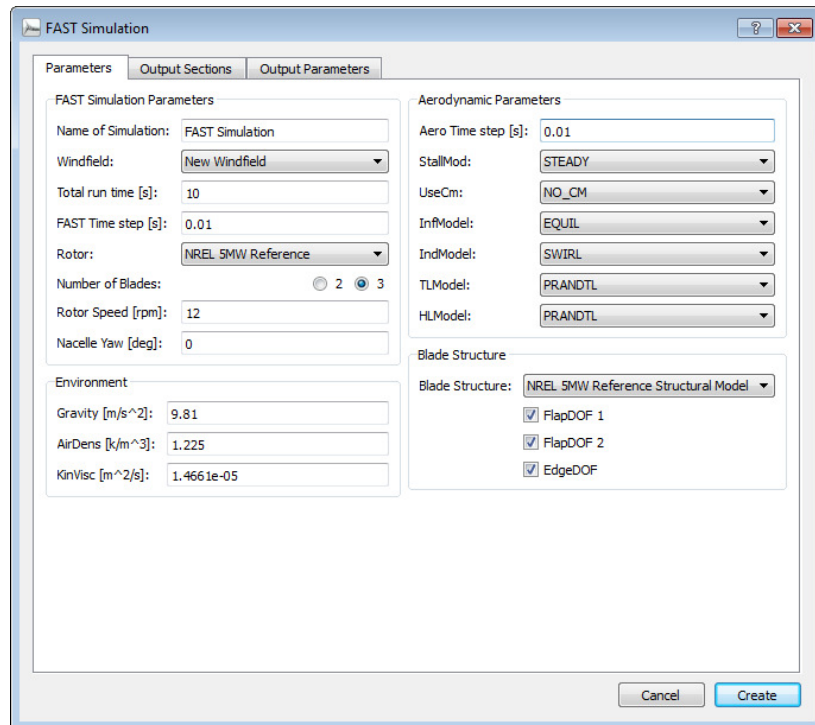 FAST Simulation
Parameters
Output Sections
Output Parameters
FAST Simulation Parameters
Name of Simulation: FAST Simulation
Windfield: New Windfield
Total run time [s]: 10
FAST Time step [s]: 0.01
Rotor: NREL 5MW Reference
Number of Blades: 2 3
Rotor Speed [rpm]: 12
Nacelle Yaw [deg]: 0
Environment
Gravity [m/s^2]: 9.81
AirDens [k/m^3]: 1.225
KinVisc [m^2/s]: 1.4661e-05
Aerodynamic Parameters
Aero Time step [s]: 0.01
StallMod: STEADY
UseCm: NO_CM
InfModel: EQUIL
IndModel: SWIRL
TLModel: PRANDTL
HLModel: PRANDTL
Blade Structure
Blade Structure: NREL 5MW Reference Structural Model
FlapDOF 1
FlapDOF 2
EdgeDOF
Cancel
Create